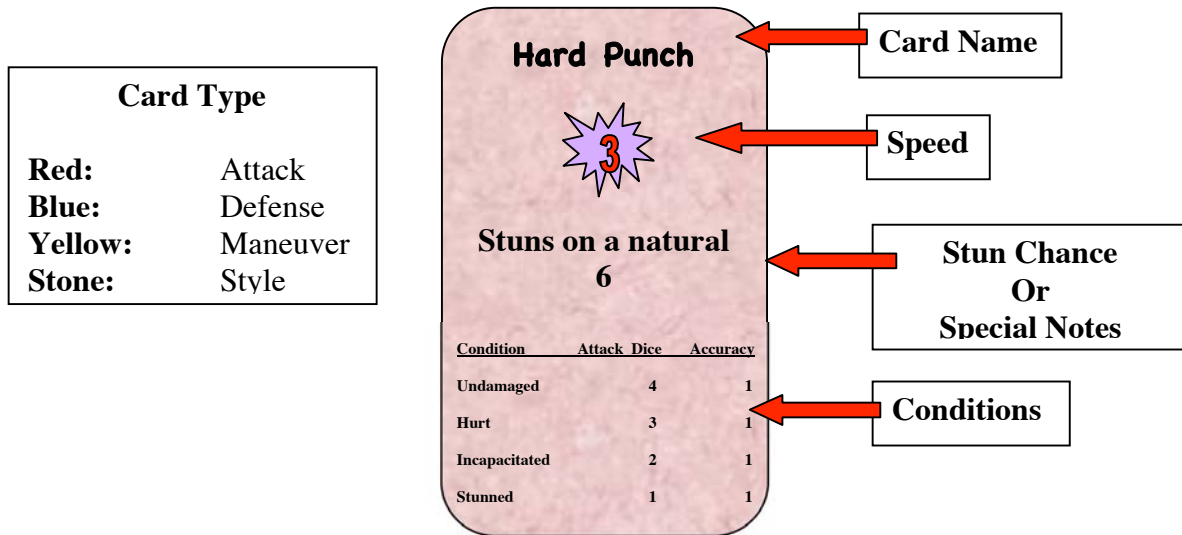 Card Type
Red: Attack
Blue: Defense
Yellow: Maneuver
Stone: Style
Hard Punch
3
Stuns on a natural
6
Condition Attack Dice Accuracy
Undamaged 4 1
Hurt 3 1
Incapacitated 2 1
Stunned 1 1
Card Name
Speed
Stun Chance
Or
Special Notes
Conditions